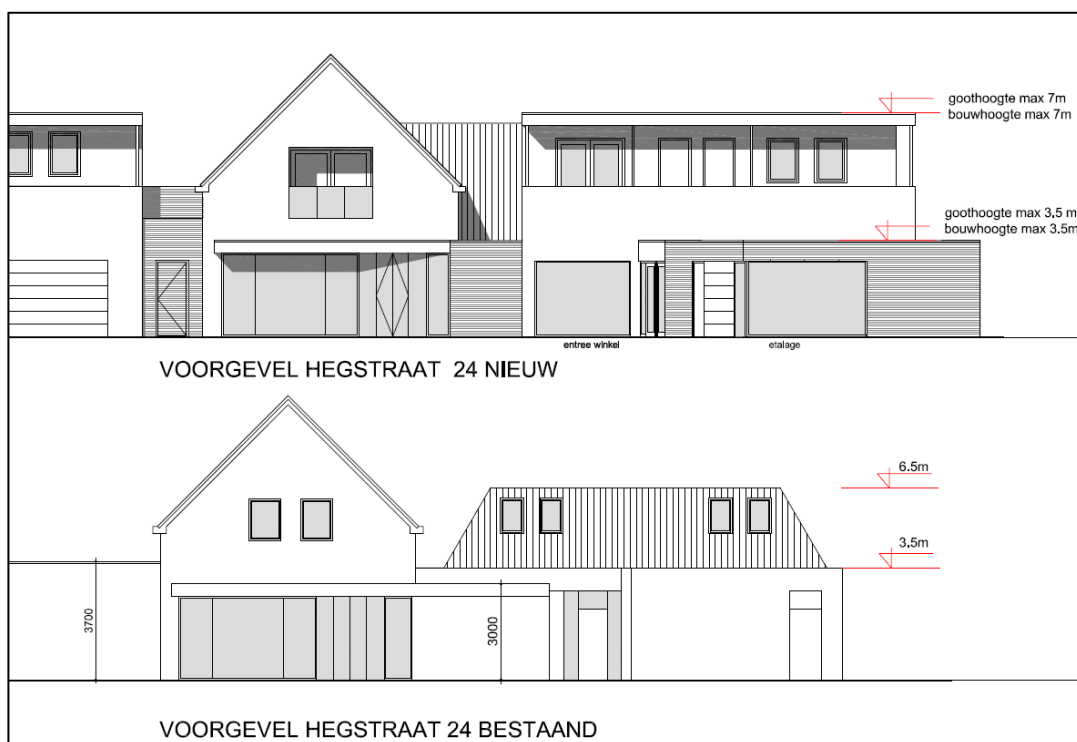 goothoogte max 7m
bouwhoogte max 7m
goothoogte max 3.5 m
bouwhoogte max 3.5m
entree winkel
etalage
VOORGEVEL HEGSTRAAT 24 NIEUW
6.5m
3.5m
3700
3000
VOORGEVEL HEGSTRAAT 24 BESTAAND